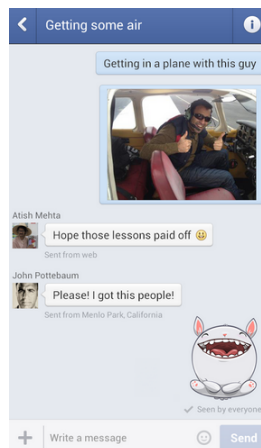 Getting some air
Getting in a plane with this guy
Atish Mehta
Hope those lessons paid off 😃
Sent from web
John Pottebaum
Please! I got this people!
Sent from Menlo Park, California
✓ Seen by everyone
Write a message
Send